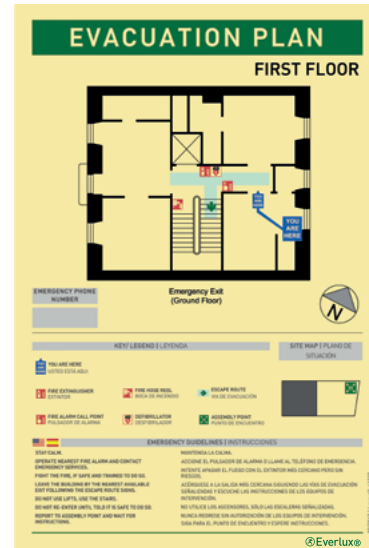 EVACUATION PLAN
FIRST FLOOR
YOU
ARE
HERE
EMERGENCY PHONE
NUMBER
Emergency Exit
(Ground Floor)
N
KEY/ LEGEND | LEYENDA
SITE MAP | PLANO DE
SITUACIÓN
YOU ARE HERE
USTED ESTÁ AQUÍ
FIRE EXTINGUISHER
EXTINTOR
FIRE HOSE REEL
BOCA DE INCENDIO
ESCAPE ROUTE
VIA DE EVACUACIÓN
FIRE ALARM CALL POINT
PULSADOR DE ALARMA
DEFIBRILLATOR
DESFIBRILADOR
ASSEMBLY POINT
PUNTO DE ENCUENTRO
EMERGENCY GUIDELINES | INSTRUCCIONES
STAY CALM.
OPERATE NEAREST FIRE ALARM AND CONTACT
EMERGENCY SERVICES.
FIGHT THE FIRE, IF SAFE AND TRAINED TO DO SO.
LEAVE THE BUILDING BY THE NEAREST AVAILABLE
EXIT FOLLOWING THE ESCAPE ROUTE SIGNS.
DO NOT USE LIFTS, USE THE STAIRS.
DO NOT RE-ENTER UNTIL TOLD IT IS SAFE TO DO SO.
REPORT TO ASSEMBLY POINT AND WAIT FOR
INSTRUCTIONS.
MANTENGA LA CALMA.
ACCIONE EL PULSADOR DE ALARMA O LLAME AL TELÉFONO DE EMERGENCIA.
INTENTE APAGAR EL FUEGO CON EL EXTINTOR MÁS CERCANO PERO SIN
RIESGOS.
ACÉRQUESE A LA SALIDA MÁS CERCANA SIGUIENDO LAS VÍAS DE EVACUACIÓN
SEÑALIZADAS Y ESCUCHE LAS INSTRUCCIONES DE LOS EQUIPOS DE
INTERVENCIÓN.
NO UTILICE LOS ASCENSORES, SÓLO LAS ESCALERAS SEÑALIZADAS.
NUNCA REGRESE SIN AUTORIZACIÓN DE LOS EQUIPOS DE INTERVENCIÓN.
SIGA PARA EL PUNTO DE ENCUENTRO Y ESPERE INSTRUCCIONES.
Everlux®